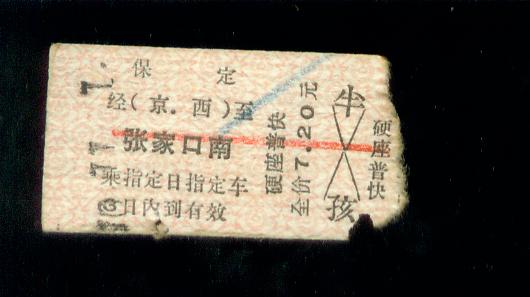 保 定
经(京.西)至
张家口南
乘指定日指定车
日内到有效
硬座普快
全价7.20元
半
孩
硬座普快